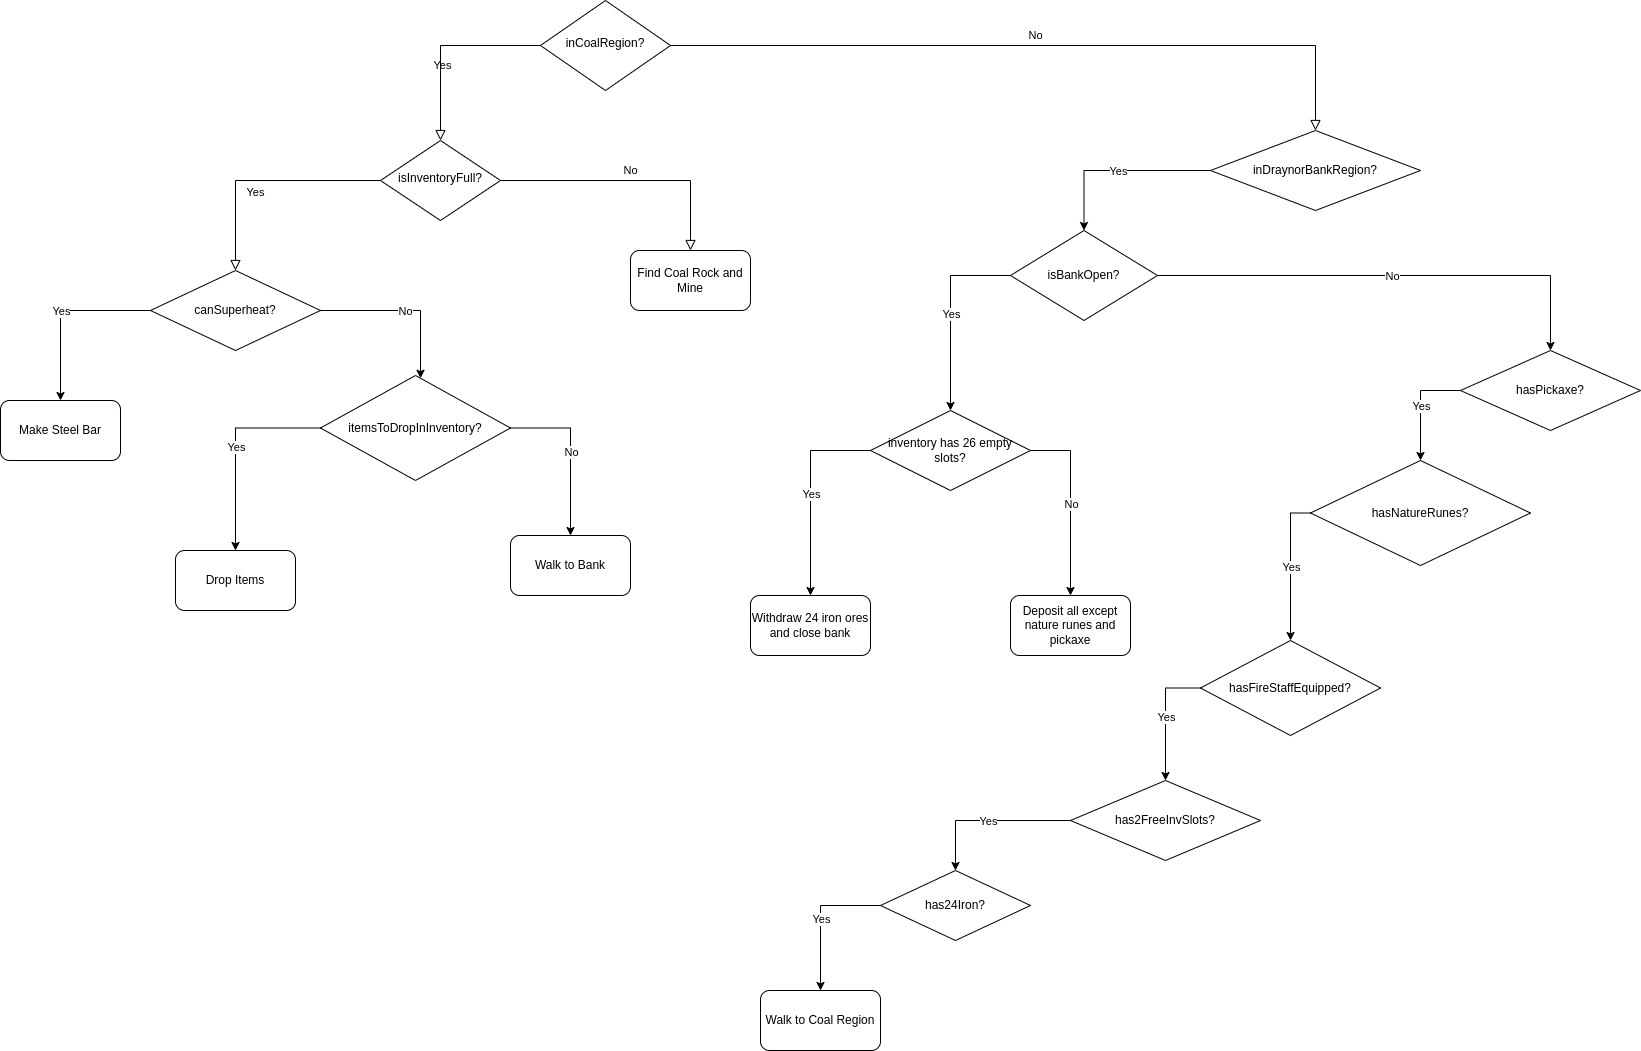 inCoalRegion?
No
Yes
inDraynorBankRegion?
Yes
isInventoryFull?
No
Yes
isBankOpen?
No
Yes
Find Coal Rock and
Mine
canSuperheat?
Yes
No
hasPickaxe?
Yes
Make Steel Bar
itemsToDropInInventory?
Yes
No
inventory has 26 empty
slots?
Yes
No
hasNatureRunes?
Yes
Drop Items
Walk to Bank
Withdraw 24 iron ores
and close bank
Deposit all except
nature runes and
pickaxe
hasFireStaffEquipped?
Yes
has2FreeInvSlots?
Yes
has24Iron?
Yes
Walk to Coal Region